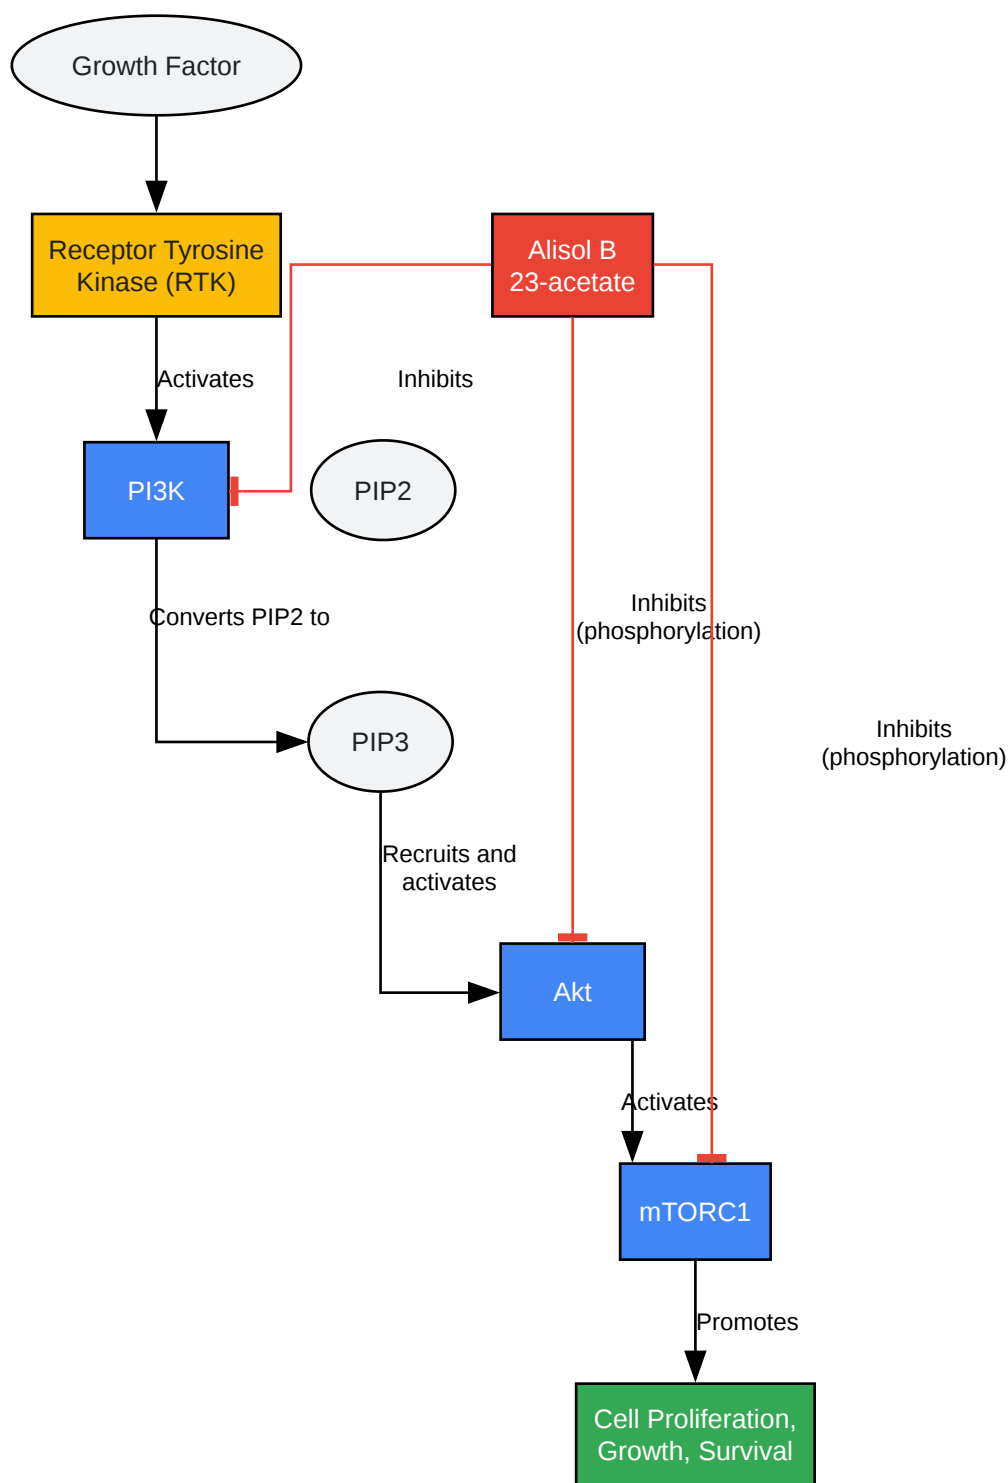 Growth Factor
Receptor Tyrosine
Kinase (RTK)
Alisol B
23-acetate
Activates
Inhibits
PI3K
PIP2
Converts PIP2 to
Inhibits
(phosphorylation)
PIP3
Inhibits
(phosphorylation)
Recruits and
activates
Akt
Activates
mTORC1
Promotes
Cell Proliferation,
Growth, Survival